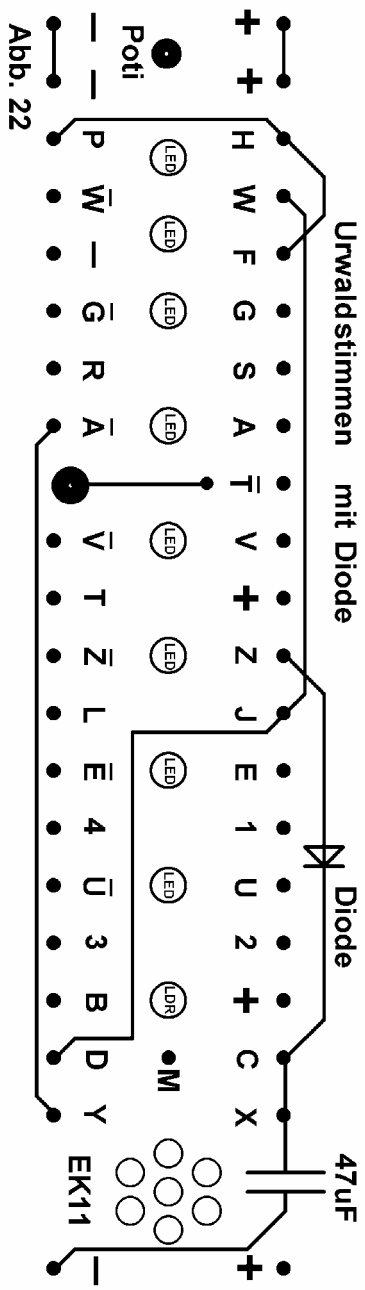 Urwaldstimmen mit Diode
Diode
47uF
+ + H W F G S A T̅ V + Z J E 1 U 2 + C X +
Poti LED LED LED LED LED LED LED LED LDR M
− − P W̅ − G̅ R A̅ V̅ T Z̅ L E̅ 4 U̅ 3 B D Y EK11 −
Abb. 22